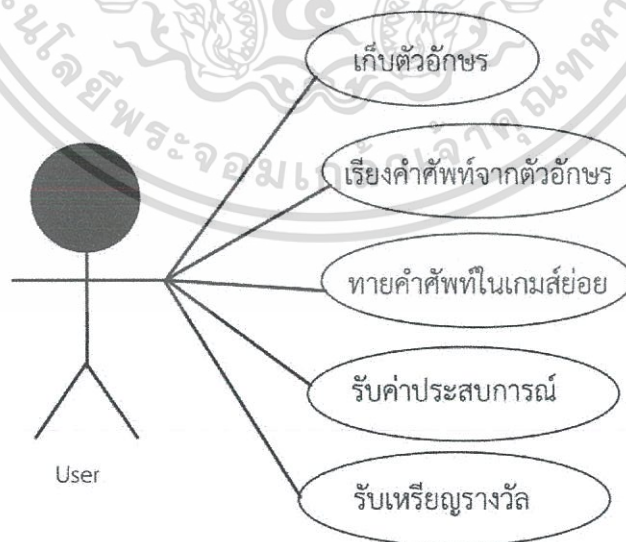 เก็บตัวอักษร
เรียงคำศัพท์จากตัวอักษร
ทายคำศัพท์ในเกมส์ย่อย
รับค่าประสบการณ์
รับเหรียญรางวัล
User